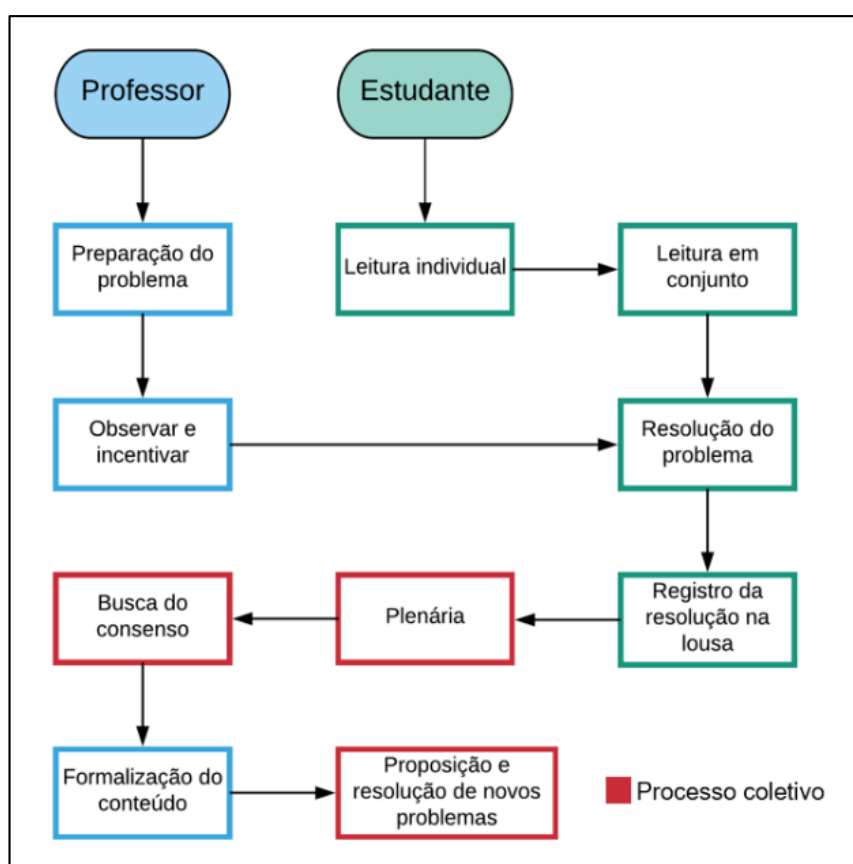 Professor
Estudante
Preparação do
problema
Leitura individual
Leitura em
conjunto
Observar e
incentivar
Resolução do
problema
Busca do
consenso
Plenária
Registro da
resolução na
lousa
Formalização do
conteúdo
Proposição e
resolução de novos
problemas
Processo coletivo